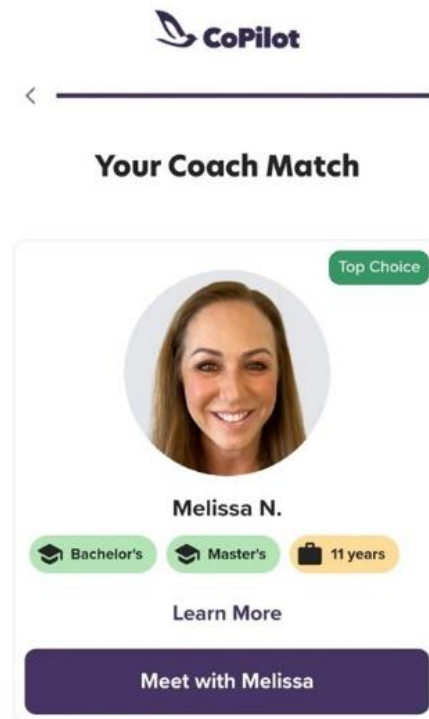 CoPilot
Your Coach Match
Top Choice
Melissa N.
Bachelor's Master's 11 years
Learn More
Meet with Melissa